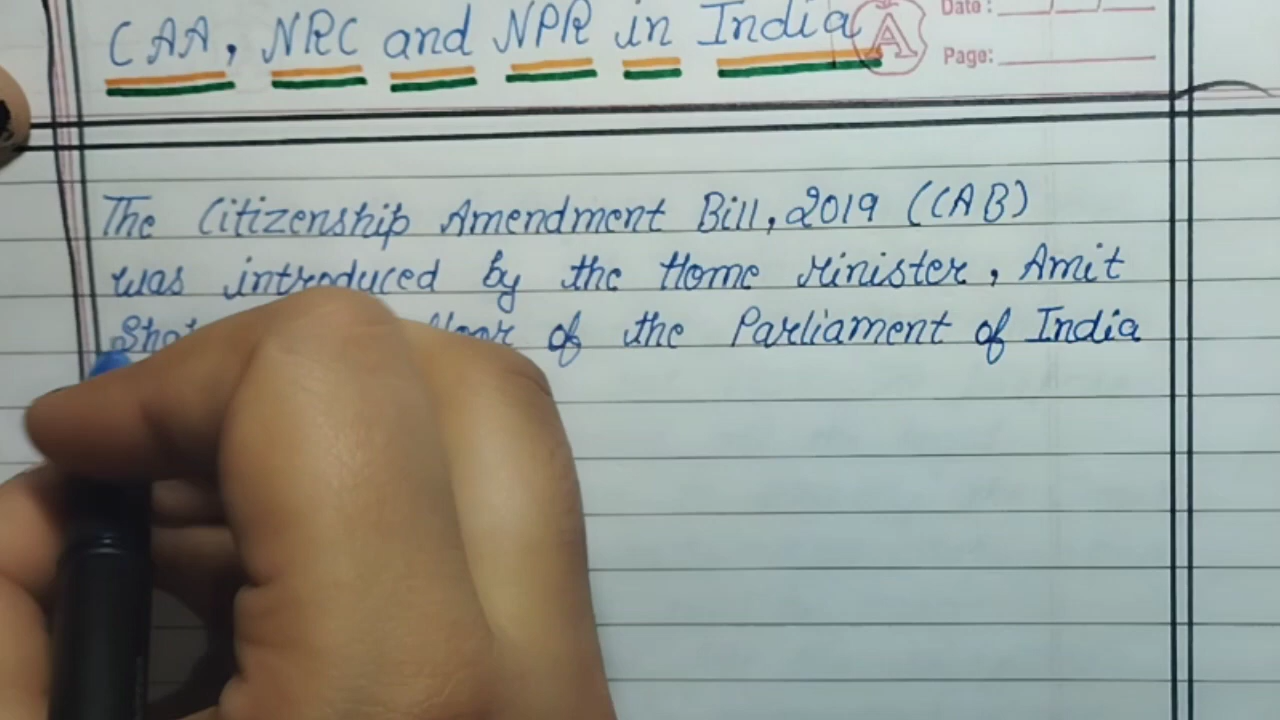 CAA, NRC and NPR in India
A
Date:
Page:
The Citizenship Amendment Bill, 2019 (CAB)
was introduced by the Home Minister, Amit
of the Parliament of India